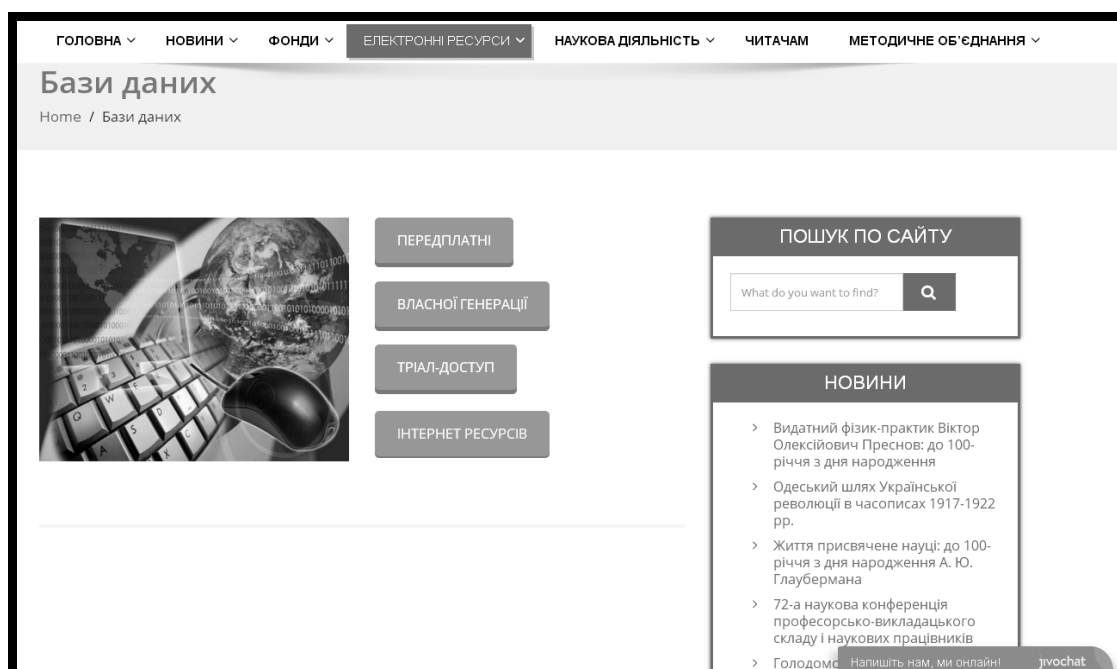 ГОЛОВНА НОВИНИ ФОНДИ ЕЛЕКТРОННІ РЕСУРСИ НАУКОВА ДІЯЛЬНІСТЬ ЧИТАЧАМ МЕТОДИЧНЕ ОБ'ЄДНАННЯ
Бази даних
Home / Бази даних
ПЕРЕДПЛАТНІ
ВЛАСНОЇ ГЕНЕРАЦІЇ
ТРІАЛ-ДОСТУП
ІНТЕРНЕТ РЕСУРСІВ
ПОШУК ПО САЙТУ
What do you want to find?
НОВИНИ
Видатний фізик-практик Віктор
Олексійович Преснов: до 100-
річчя з дня народження
Одеський шлях Української
революції в часописах 1917-1922
рр.
Життя присвячене науці: до 100-
річчя з дня народження А. Ю.
Глаубермана
72-а наукова конференція
професорсько-викладацького
складу і наукових працівників
Напишіть нам, ми онлайн! jivochat